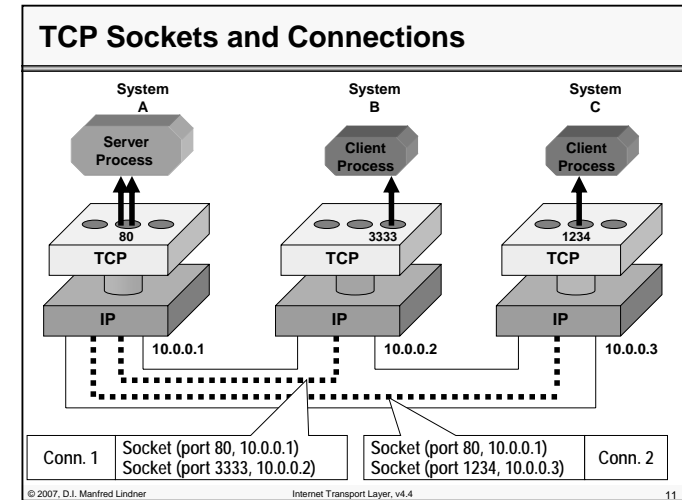 TCP Sockets and Connections
System
A
System
B
System
C
Server
Process
Client
Process
Client
Process
80
3333
1234
TCP
TCP
TCP
IP
IP
IP
10.0.0.1
10.0.0.2
10.0.0.3
Conn. 1
Socket (port 80, 10.0.0.1)
Socket (port 3333, 10.0.0.2)
Socket (port 80, 10.0.0.1)
Socket (port 1234, 10.0.0.3)
Conn. 2
© 2007, D.I. Manfred Lindner
Internet Transport Layer, v4.4
11